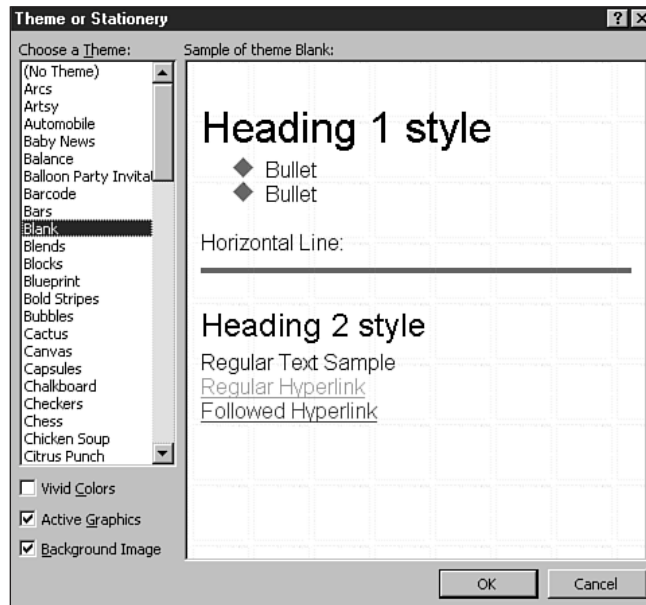 Theme or Stationery
Choose a Theme:
(No Theme)
Arcs
Artsy
Automobile
Baby News
Balance
Balloon Party Invita
Barcode
Bars
Blank
Blends
Blocks
Blueprint
Bold Stripes
Bubbles
Cactus
Canvas
Capsules
Chalkboard
Checkers
Chess
Chicken Soup
Citrus Punch
Vivid Colors
Active Graphics
Background Image
Sample of theme Blank:
Heading 1 style
Bullet
Bullet
Horizontal Line:
Heading 2 style
Regular Text Sample
Regular Hyperlink
Followed Hyperlink
OK
Cancel